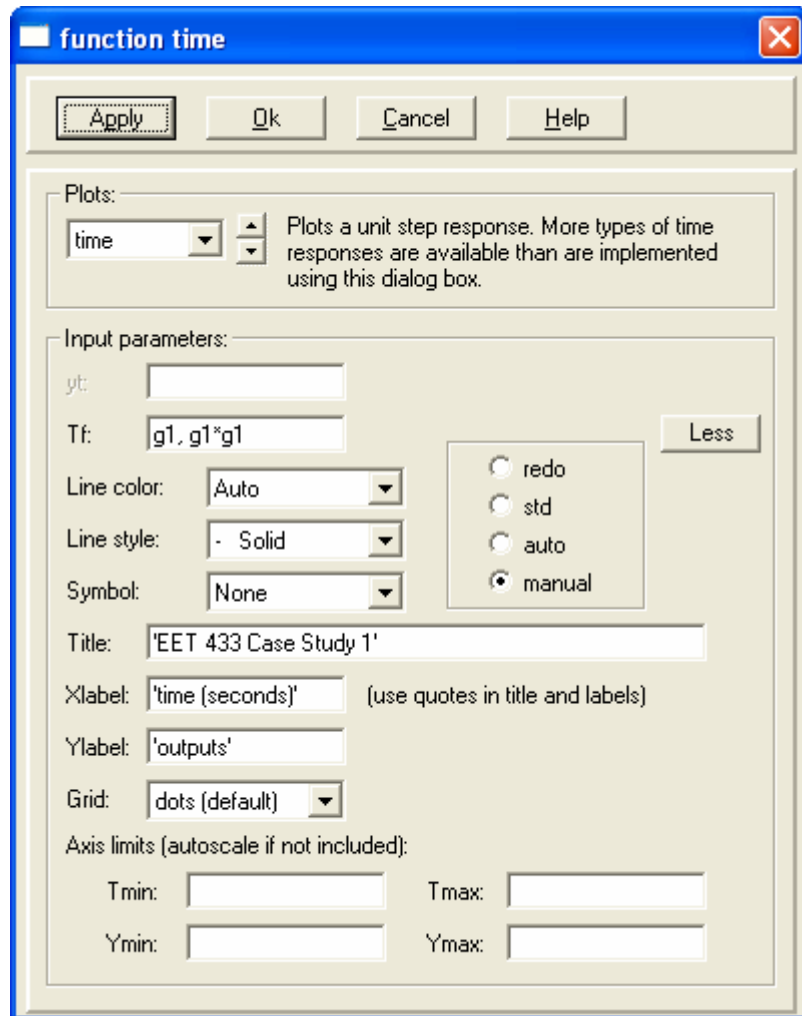 function time
Apply Ok Cancel Help
Plots:
time
Plots a unit step response. More types of time
responses are available than are implemented
using this dialog box.
Input parameters:
yt:
Tf: g1, g1*g1
Less
Line color: Auto
Line style: - Solid
Symbol: None
redo
std
auto
manual
Title: 'EET 433 Case Study 1'
Xlabel: 'time (seconds)' (use quotes in title and labels)
Ylabel: 'outputs'
Grid: dots (default)
Axis limits (autoscale if not included):
Tmin: Tmax:
Ymin: Ymax: